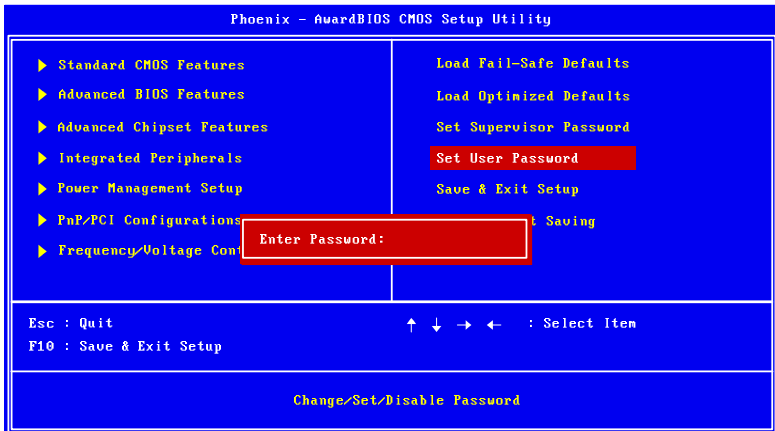 Phoenix - AwardBIOS CMOS Setup Utility
Standard CMOS Features
Advanced BIOS Features
Advanced Chipset Features
Integrated Peripherals
Power Management Setup
PnP/PCI Configurations
Frequency/Voltage Cont
Load Fail-Safe Defaults
Load Optimized Defaults
Set Supervisor Password
Set User Password
Save & Exit Setup
t Saving
Enter Password:
Esc : Quit
F10 : Save & Exit Setup
↑ ↓ → ← : Select Item
Change/Set/Disable Password